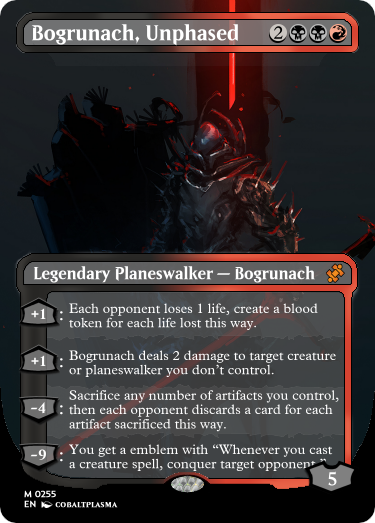 Bogrunach, Unphased 2
Legendary Planeswalker — Bogrunach
+1: Each opponent loses 1 life, create a blood
token for each life lost this way.
+1: Bogrunach deals 2 damage to target creature
or planeswalker you don't control.
Sacrifice any number of artifacts you control,
-4: then each opponent discards a card for each
artifact sacrificed this way.
-9: You get a emblem with “Whenever you cast
a creature spell, conquer target opponent
5
M 0255
EN COBALTPLASMA